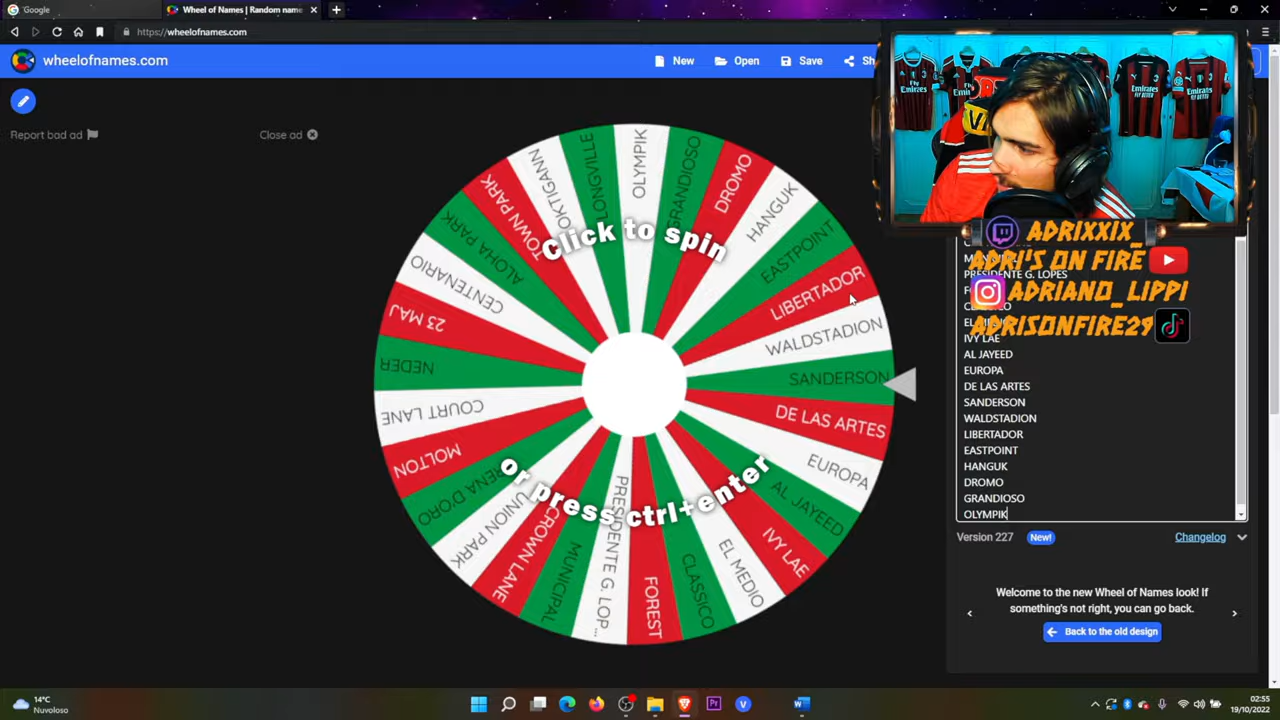 Google
Wheel of Names | Random name
https://wheelofnames.com
wheelofnames.com
New
Open
Save
Sh
Report bad ad
Close ad
Click to spin
or press ctrl+enter
OLYMPIK
GRANDIOSO
DROMO
HANGUK
EASTPOINT
LIBERTADOR
WALDSTADION
SANDERSON
DE LAS ARTES
EUROPA
AL JAYEED
IVY LAE
EL MEDIO
CLASSICO
FOREST
PRESIDENTE G. LOP...
MUNICIPAL
CROWN LANE
UNION PARK
MOLTON
COURT LANE
NEDER
23 MAJ
CENTENARIO
ALOHA PARK
TOWN PARK
LONGVILLE
Fly Emirates
ADRIXXIX_
ADRI'S ON FIRE
ADRIANO_LIPPI
ADRISONFIRE29
PRESIDENTE G. LOPES
IVY LAE
AL JAYEED
EUROPA
DE LAS ARTES
SANDERSON
WALDSTADION
LIBERTADOR
EASTPOINT
HANGUK
DROMO
GRANDIOSO
OLYMPIK
Version 227
New!
Changelog
Welcome to the new Wheel of Names look! If
something's not right, you can go back.
Back to the old design
14°C
Nuvoloso
02:55
19/10/2022